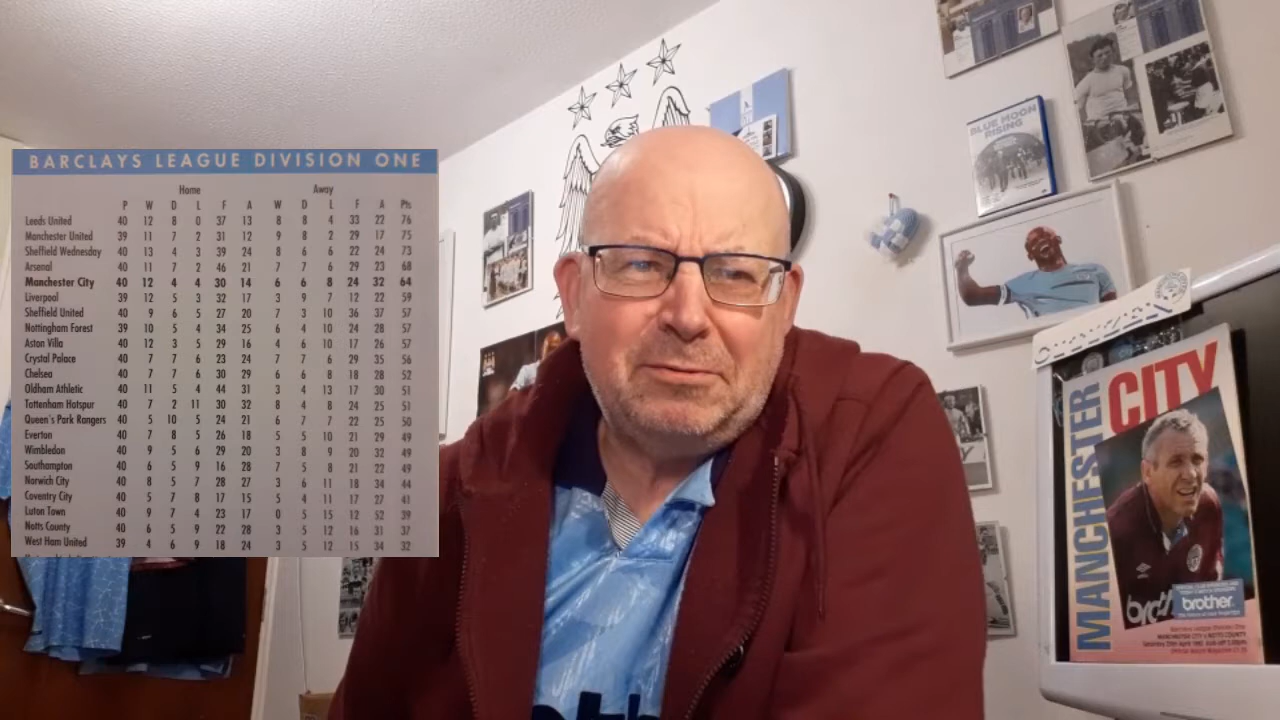 BARCLAYS LEAGUE DIVISION ONE
Home Away
P W D L F A W D L F A Pts
Leeds United 40 12 8 0 37 13 8 8 4 33 22 76
Manchester United 39 11 7 2 31 12 9 8 2 29 17 75
Sheffield Wednesday 40 13 4 3 39 24 8 6 6 22 24 73
Arsenal 40 11 7 2 46 21 7 7 6 29 23 68
Manchester City 40 12 4 4 30 14 6 6 8 24 32 64
Liverpool 39 12 5 3 32 17 3 9 7 12 22 59
Sheffield United 40 9 6 5 27 20 7 3 10 36 37 57
Nottingham Forest 39 10 5 4 34 25 6 4 10 24 28 57
Aston Villa 40 12 3 5 29 16 4 6 10 17 26 57
Crystal Palace 40 7 7 6 23 24 7 7 6 29 35 56
Chelsea 40 7 7 6 30 29 6 6 8 18 28 52
Oldham Athletic 40 11 5 4 44 31 3 4 13 17 30 51
Tottenham Hotspur 40 7 2 11 30 32 8 4 8 24 25 51
Queen's Park Rangers 40 5 10 5 24 21 6 7 7 22 25 50
Everton 40 7 8 5 26 18 5 5 10 21 29 49
Wimbledon 40 9 5 6 29 20 3 8 9 20 32 49
Southampton 40 6 5 9 16 28 7 5 8 21 22 49
Norwich City 40 8 5 7 28 27 3 6 11 18 34 44
Coventry City 40 5 7 8 17 15 5 4 11 17 27 41
Luton Town 40 9 7 4 23 17 0 5 15 12 52 39
Notts County 40 6 5 9 22 28 3 5 12 16 31 37
West Ham United 39 4 6 9 18 24 3 5 12 15 34 32
BLUE MOON
RISING
CITY
MANCHESTER
brother
brother
MANCHESTER CITY v NOTTS COUNTY